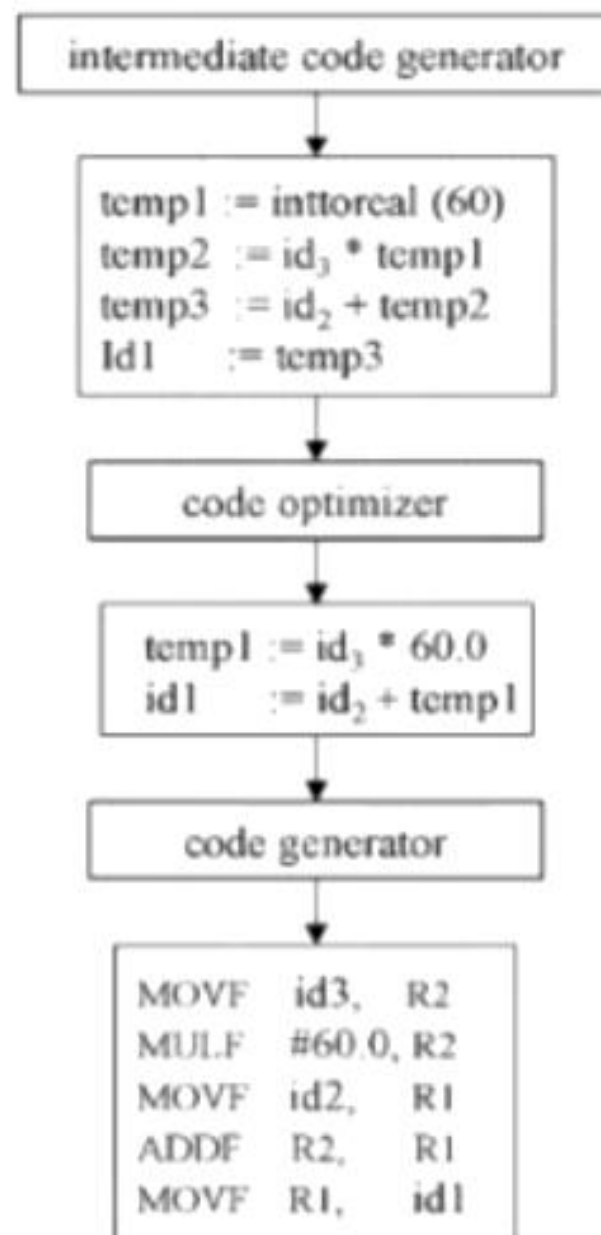 intermediate code generator
temp1 := inttoreal (60)
temp2 := id₃ * temp1
temp3 := id₂ + temp2
Id1 := temp3
code optimizer
temp1 := id₃ * 60.0
id1 := id₂ + temp1
code generator
MOVF id3, R2
MULF #60.0, R2
MOVF id2, R1
ADDF R2, R1
MOVF R1, id1